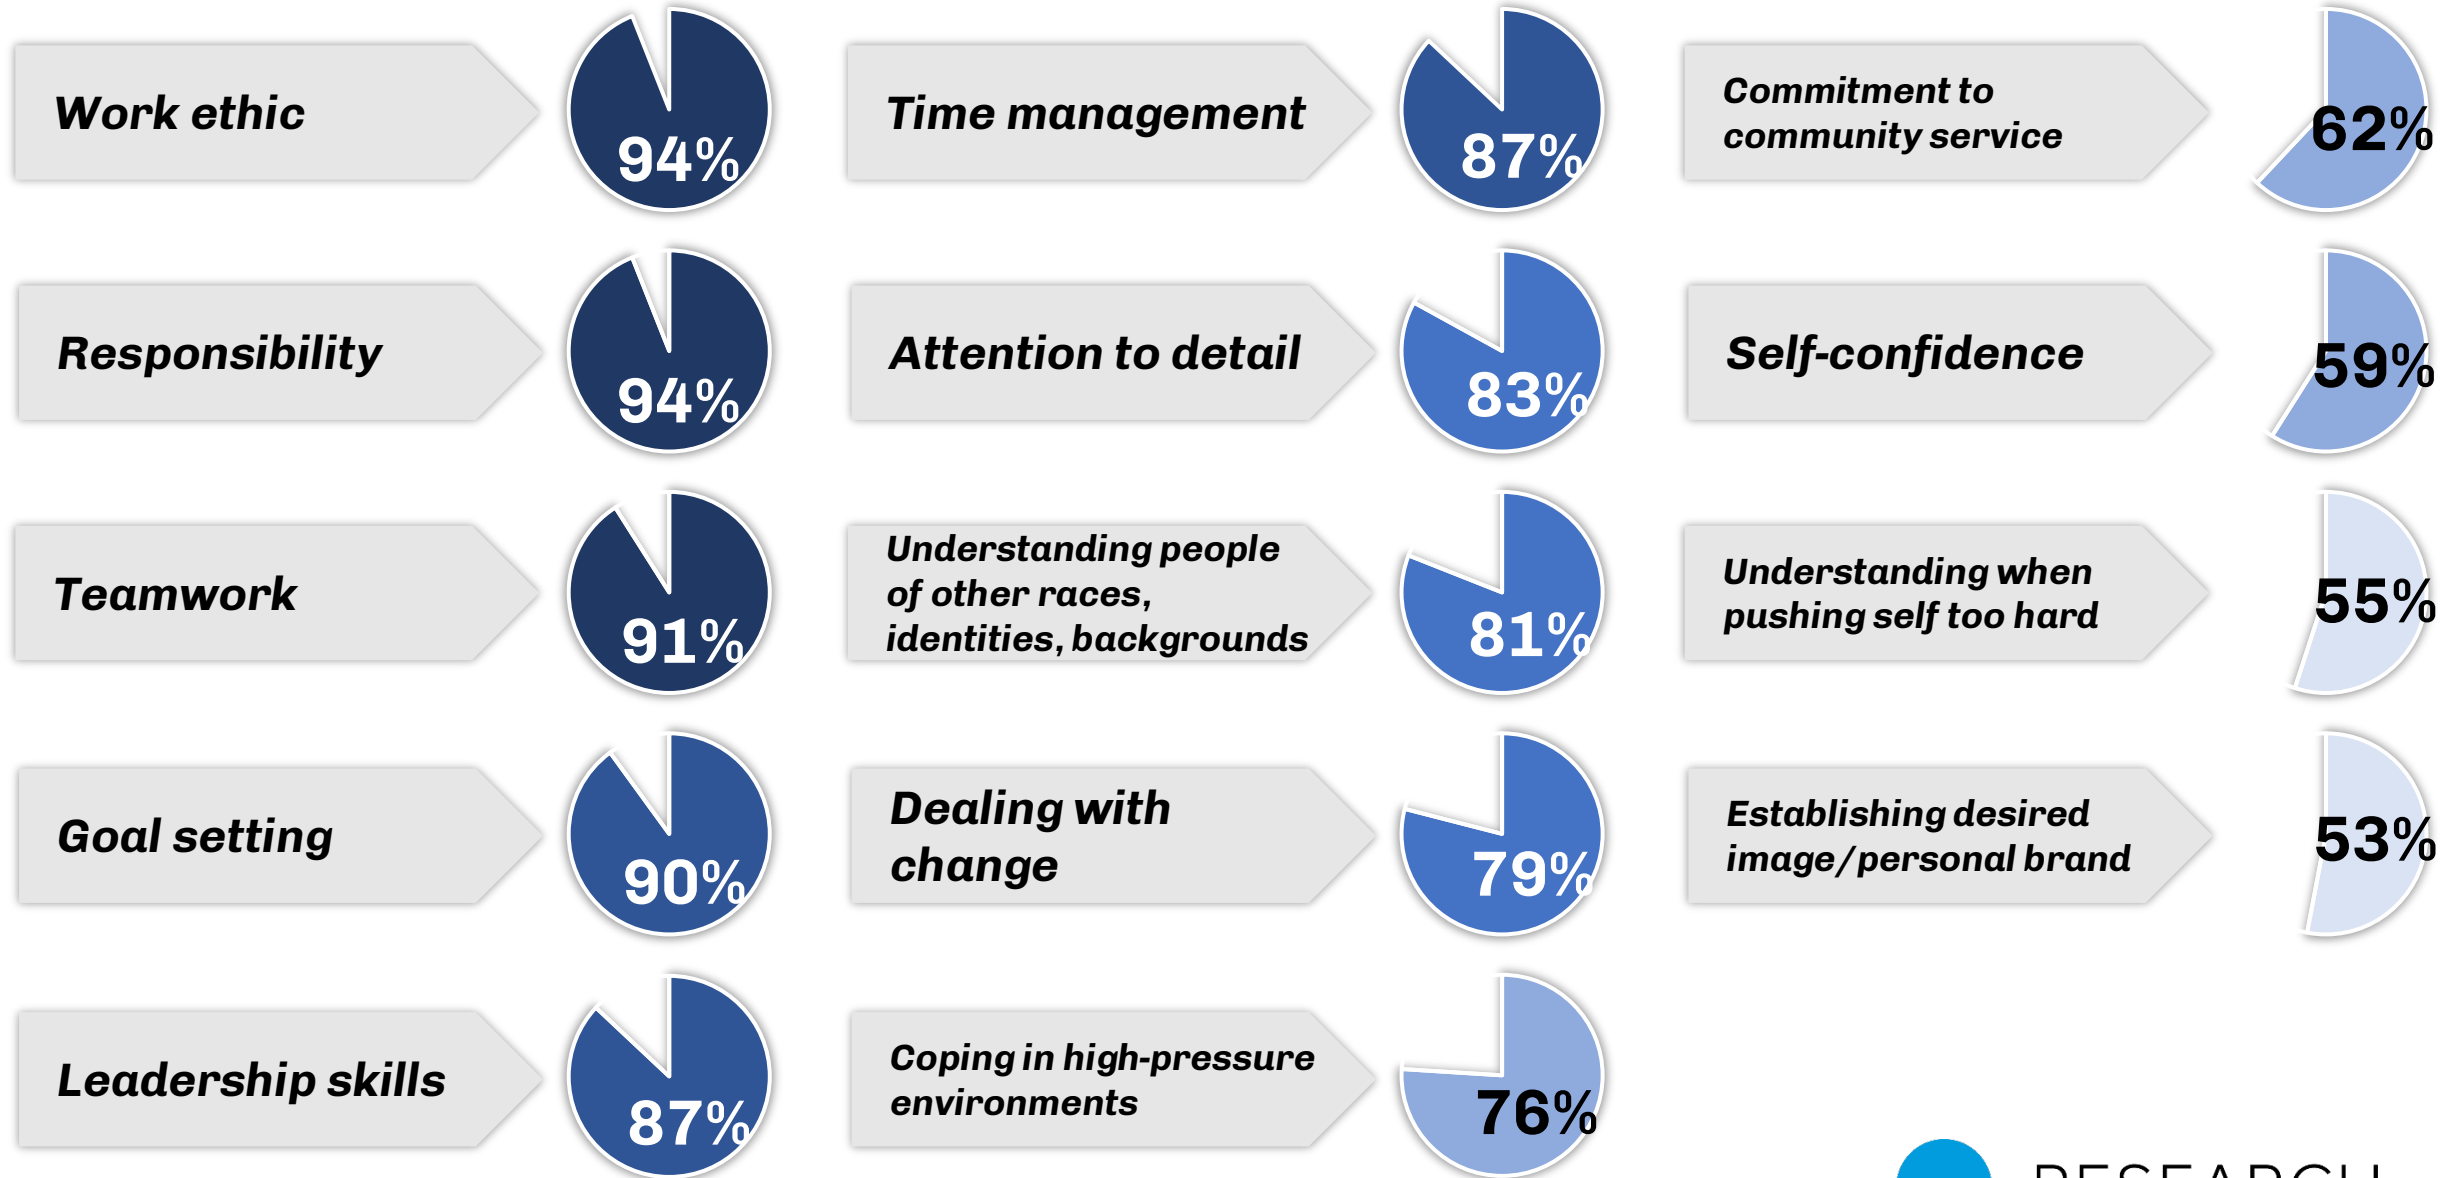 Work ethic
94%
Responsibility
94%
Teamwork
91%
Goal setting
90%
Leadership skills
87%
Time management
87%
Attention to detail
83%
Understanding people
of other races,
identities, backgrounds
81%
Dealing with
change
79%
Coping in high-pressure
environments
76%
Commitment to
community service
62%
Self-confidence
59%
Understanding when
pushing self too hard
55%
Establishing desired
image/personal brand
53%
RESEARCH